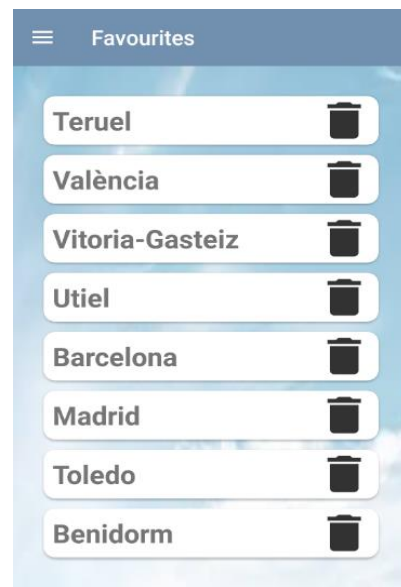 Favourites
Teruel
València
Vitoria-Gasteiz
Utiel
Barcelona
Madrid
Toledo
Benidorm